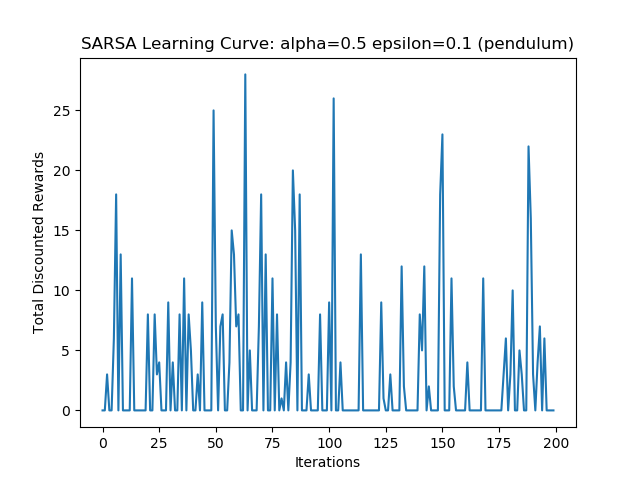 SARSA Learning Curve: alpha=0.5 epsilon=0.1 (pendulum)
25
20
15
10
5
0
Total Discounted Rewards
0 25 50 75 100 125 150 175 200
Iterations